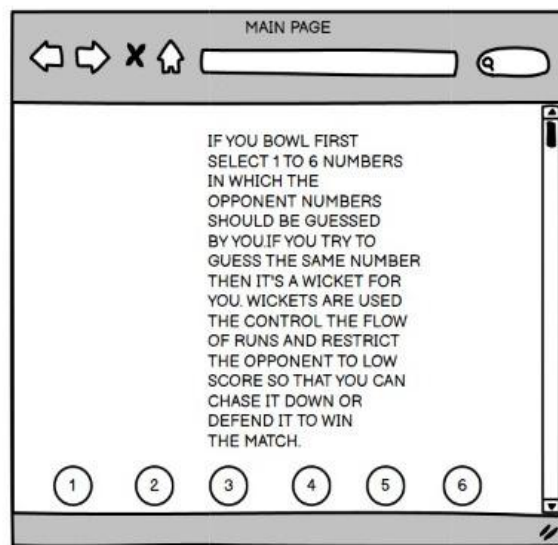 MAIN PAGE
IF YOU BOWL FIRST
SELECT 1 TO 6 NUMBERS
IN WHICH THE
OPPONENT NUMBERS
SHOULD BE GUESSED
BY YOU.IF YOU TRY TO
GUESS THE SAME NUMBER
THEN IT'S A WICKET FOR
YOU. WICKETS ARE USED
THE CONTROL THE FLOW
OF RUNS AND RESTRICT
THE OPPONENT TO LOW
SCORE SO THAT YOU CAN
CHASE IT DOWN OR
DEFEND IT TO WIN
THE MATCH.
1 2 3 4 5 6